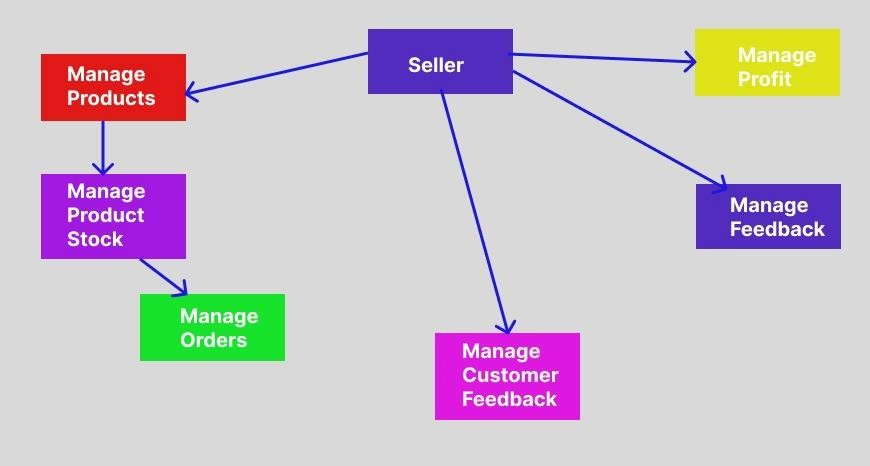 Seller
Manage
Products
Manage
Profit
Manage
Product
Stock
Manage
Feedback
Manage
Orders
Manage
Customer
Feedback